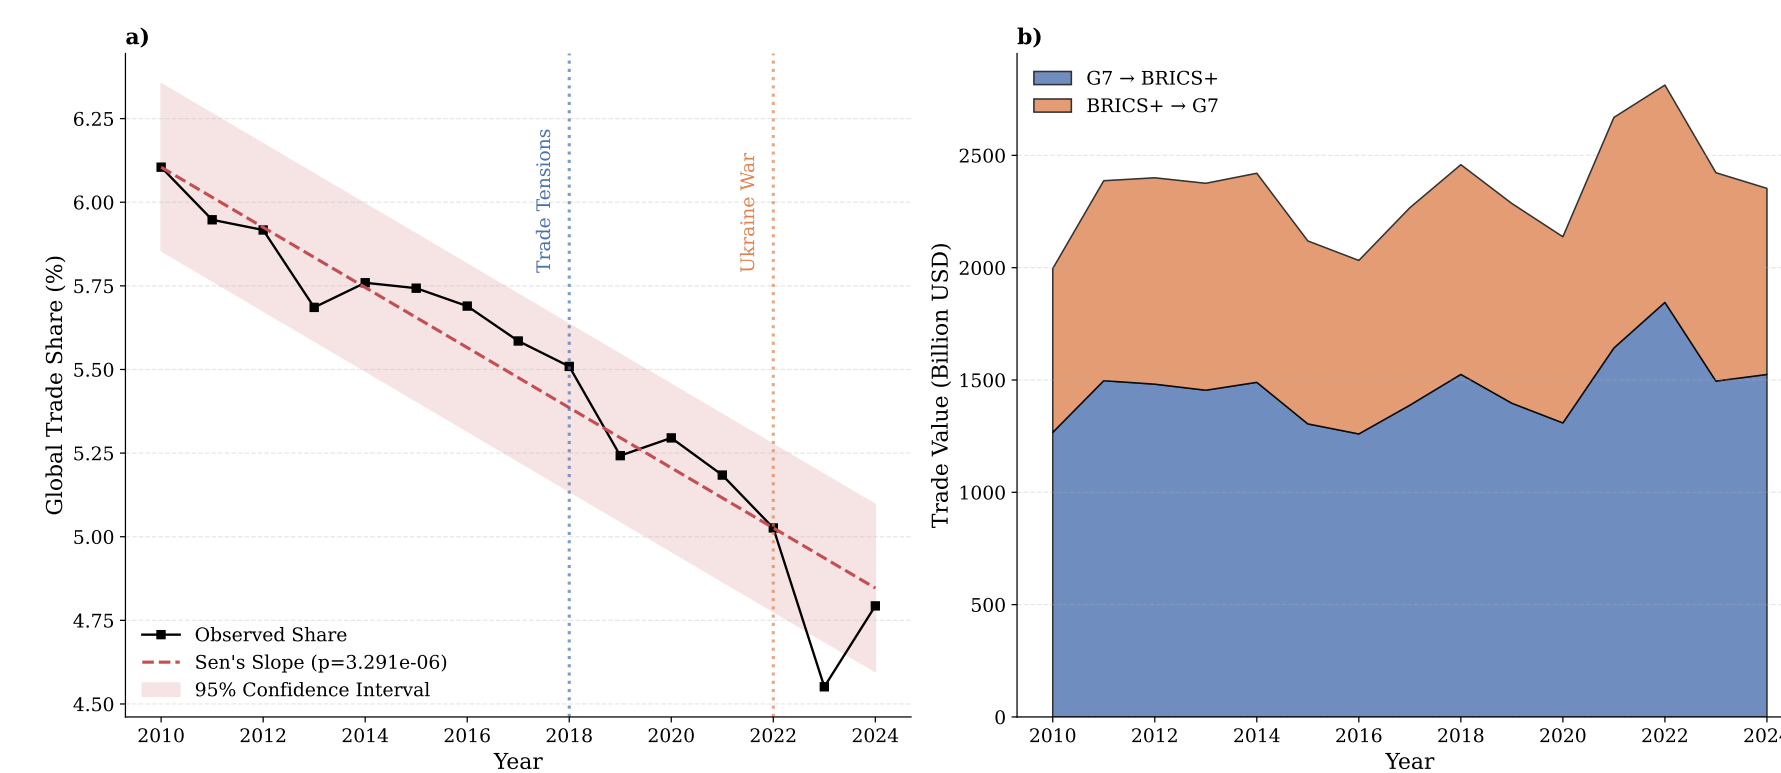 a)
Global Trade Share (%)
6.25
6.00
5.75
5.50
5.25
5.00
4.75
4.50
Trade Tensions
Ukraine War
Observed Share
Sen's Slope (p=3.291e-06)
95% Confidence Interval
2010 2012 2014 2016 2018 2020 2022 2024
Year
b)
G7 → BRICS+
BRICS+ → G7
Trade Value (Billion USD)
2500
2000
1500
1000
500
0
2010 2012 2014 2016 2018 2020 2022
Year